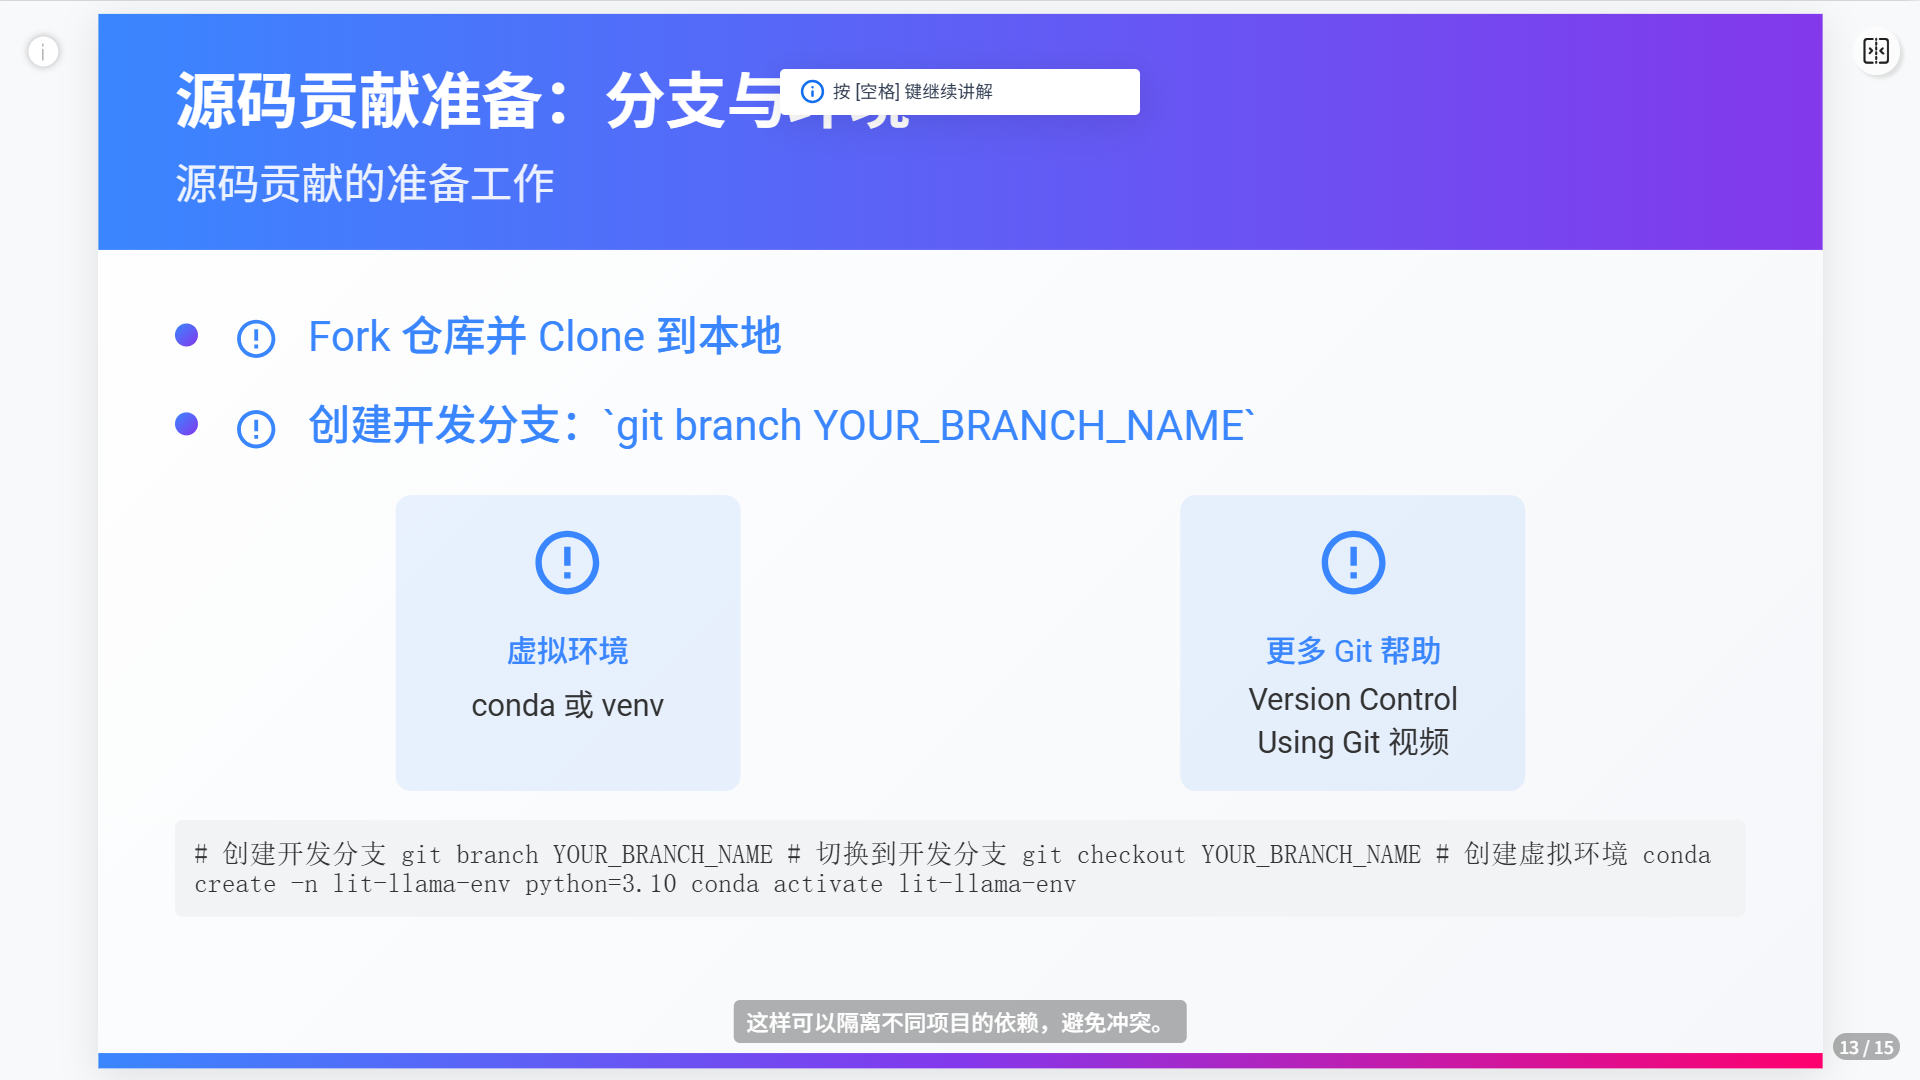 源码贡献准备：分支与环境
按 [空格] 键继续讲解
源码贡献的准备工作
Fork 仓库并 Clone 到本地
创建开发分支：`git branch YOUR_BRANCH_NAME`
虚拟环境
conda 或 venv
更多 Git 帮助
Version Control
Using Git 视频
# 创建开发分支 git branch YOUR_BRANCH_NAME # 切换到开发分支 git checkout YOUR_BRANCH_NAME # 创建虚拟环境 conda
create -n lit-llama-env python=3.10 conda activate lit-llama-env
这样可以隔离不同项目的依赖，避免冲突。
13 / 15